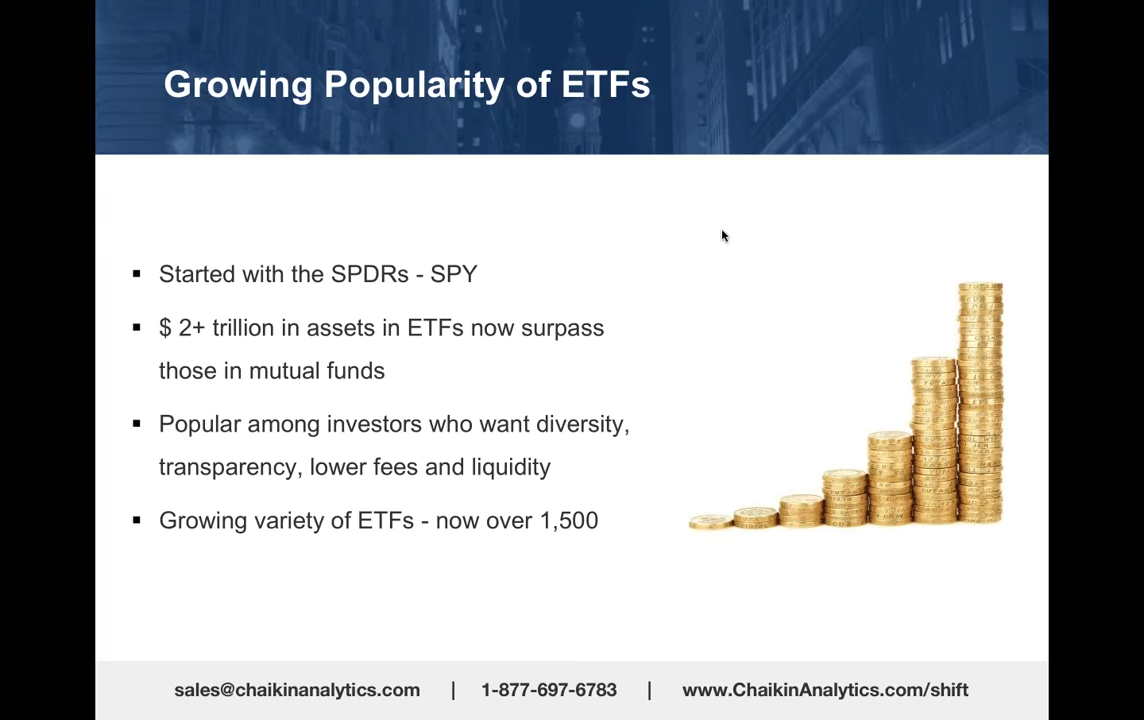 Growing Popularity of ETFs
▪ Started with the SPDRs - SPY
▪ $ 2+ trillion in assets in ETFs now surpass
those in mutual funds
▪ Popular among investors who want diversity,
transparency, lower fees and liquidity
▪ Growing variety of ETFs - now over 1,500
sales@chaikinanalytics.com | 1-877-697-6783 | www.ChaikinAnalytics.com/shift